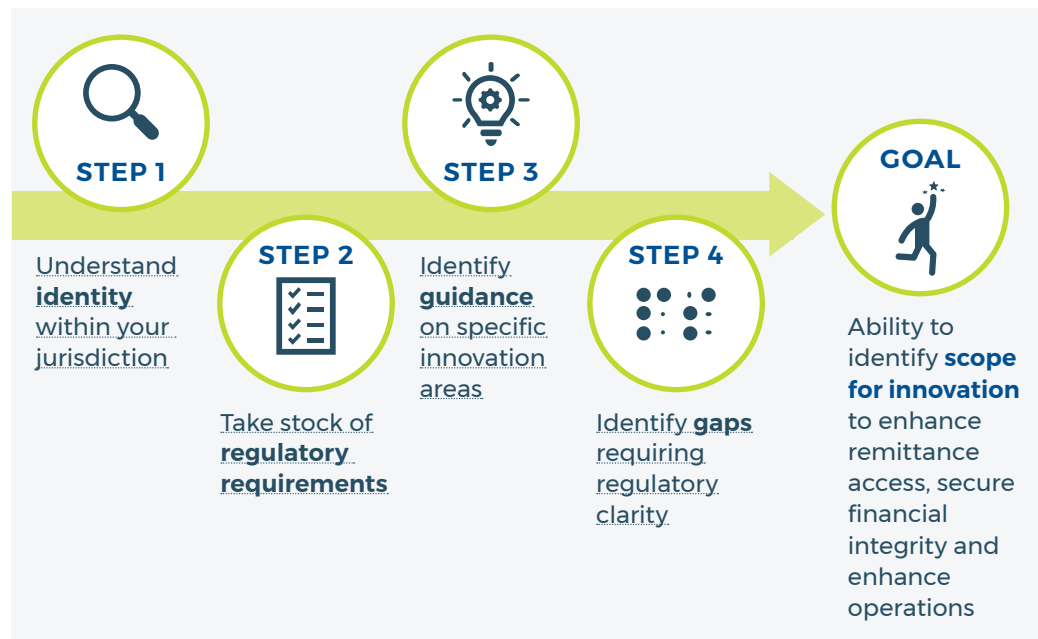 STEP 1
Understand
identity
within your
jurisdiction
STEP 2
Take stock of
regulatory
requirements
STEP 3
Identify
guidance
on specific
innovation
areas
STEP 4
Identify gaps
requiring
regulatory
clarity
GOAL
Ability to
identify scope
for innovation
to enhance
remittance
access, secure
financial
integrity and
enhance
operations